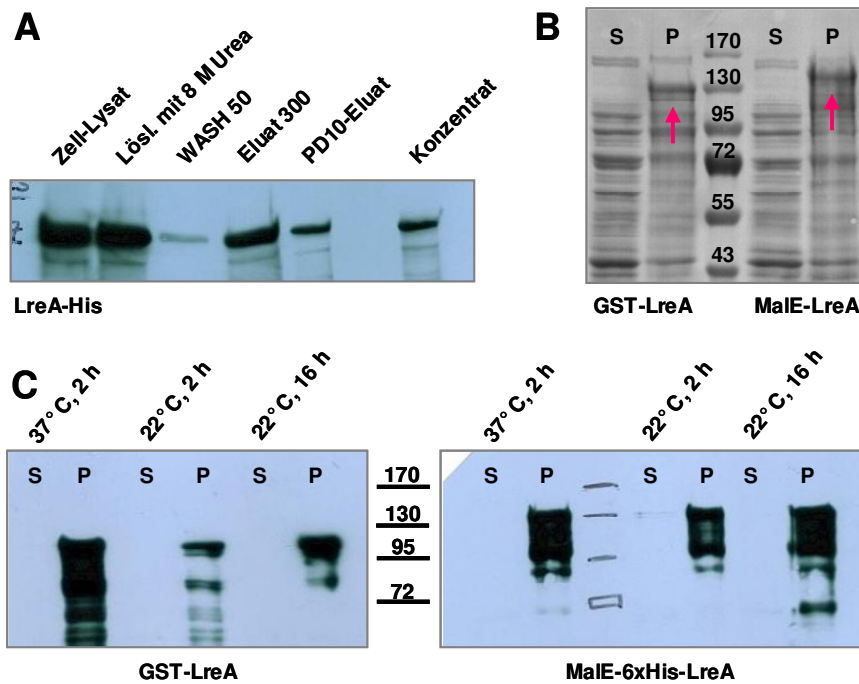 A
Zell-Lysat
Lösl. mit 8 M Urea
WASH 50
Eluat 300
PD10-Eluat
Konzentrat
LreA-His
B
S P 170 S P
130
95
72
55
43
GST-LreA MalE-LreA
C
37°C, 2 h
22°C, 2 h
22°C, 16 h
S P S P S P
GST-LreA
170
130
95
72
37°C, 2 h
22°C, 2 h
22°C, 16 h
S P S P S P
MalE-6xHis-LreA